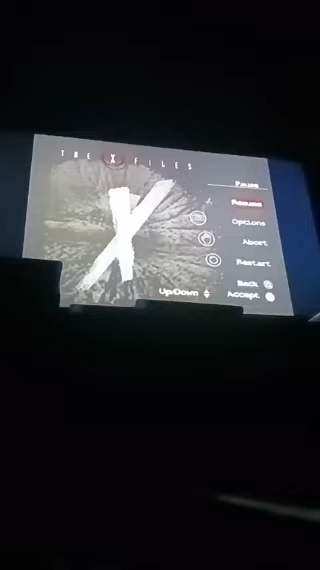 THE X FILES
Pause
Resume
Options
Abort
Restart
Back
Up/Down Accept